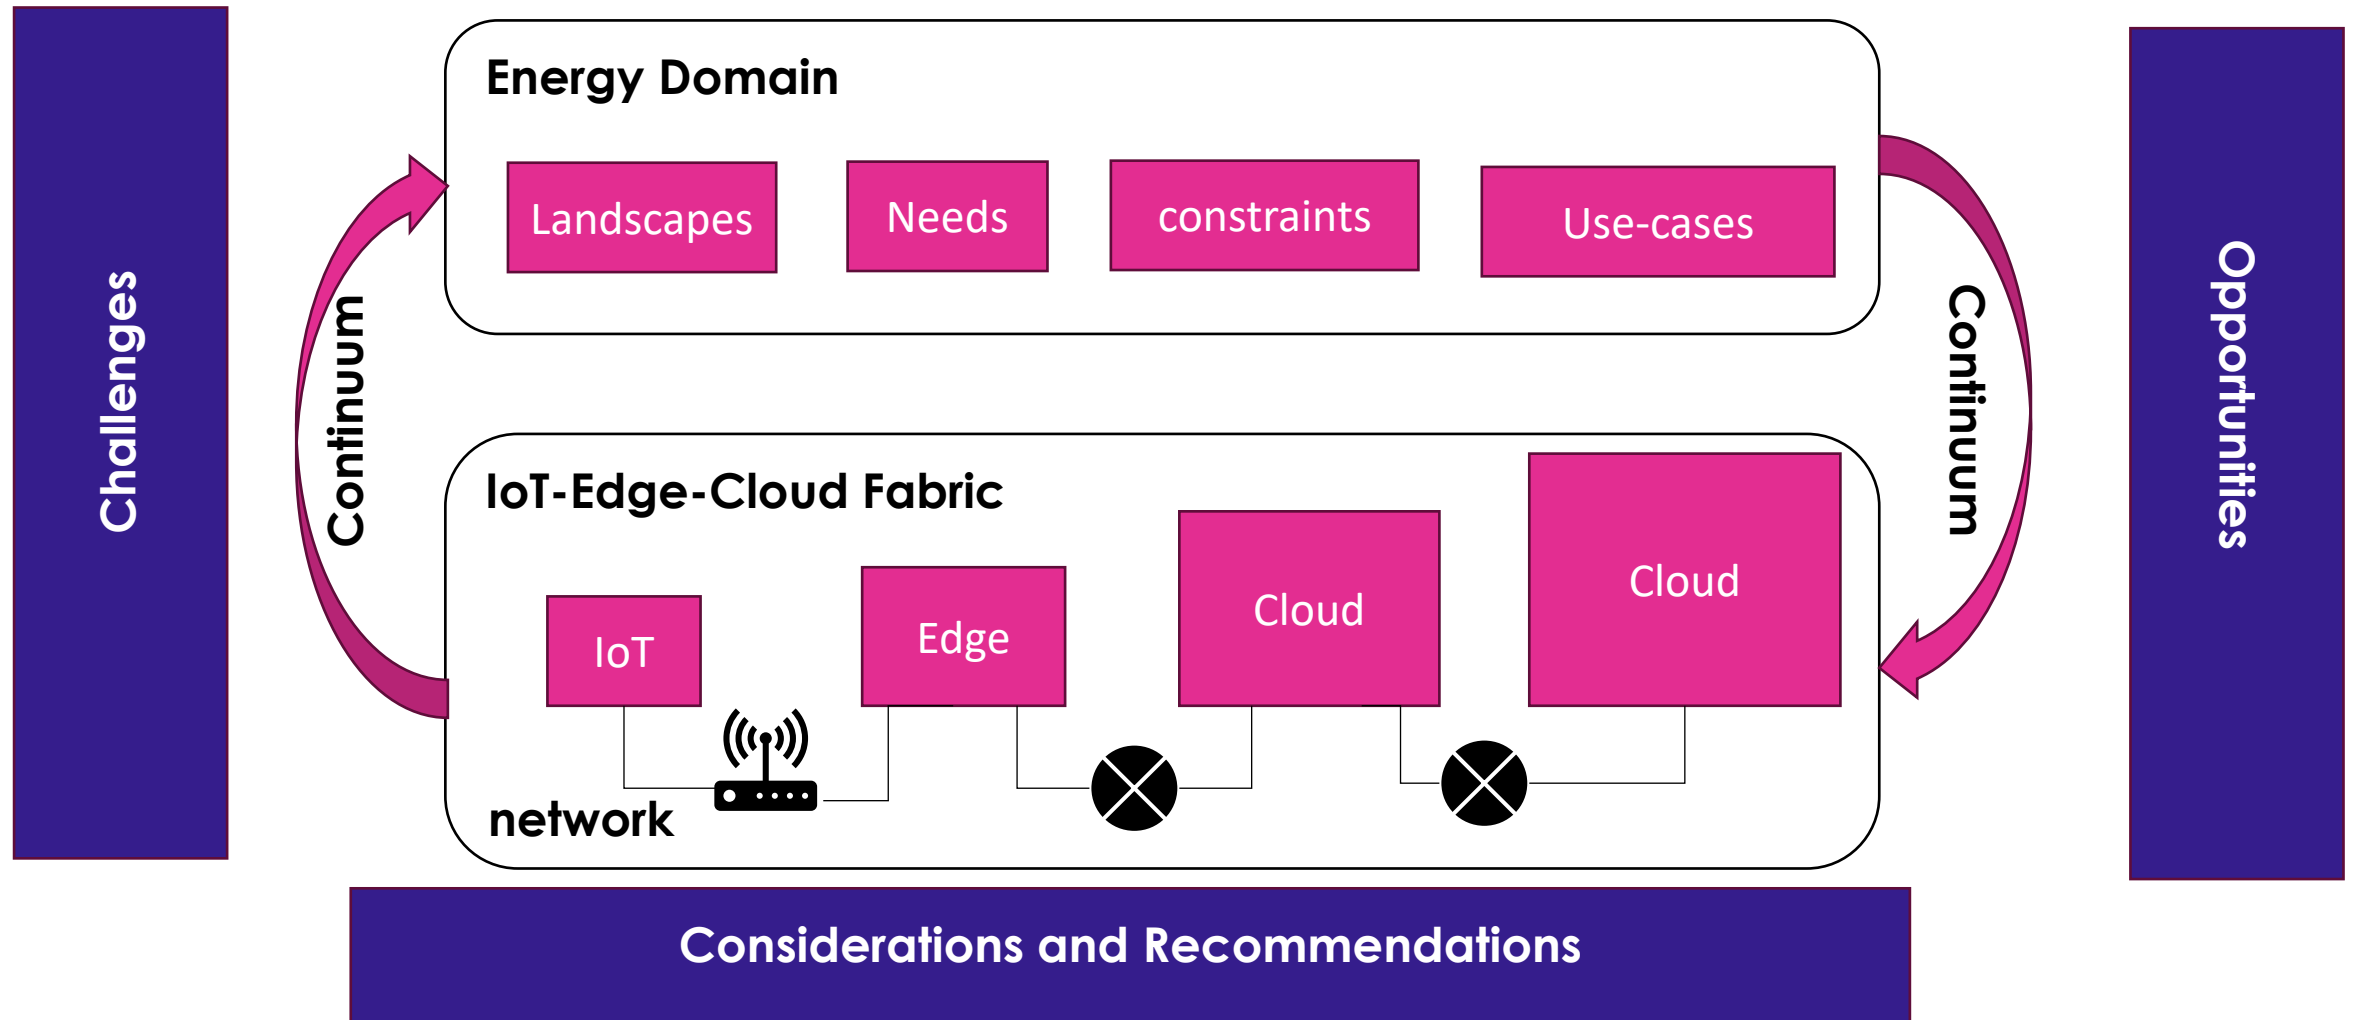 Challenges
Continuum
Energy Domain
Landscapes
Needs
constraints
Use-cases
IoT-Edge-Cloud Fabric
IoT
Edge
Cloud
Cloud
network
Continuum
Opportunities
Considerations and Recommendations